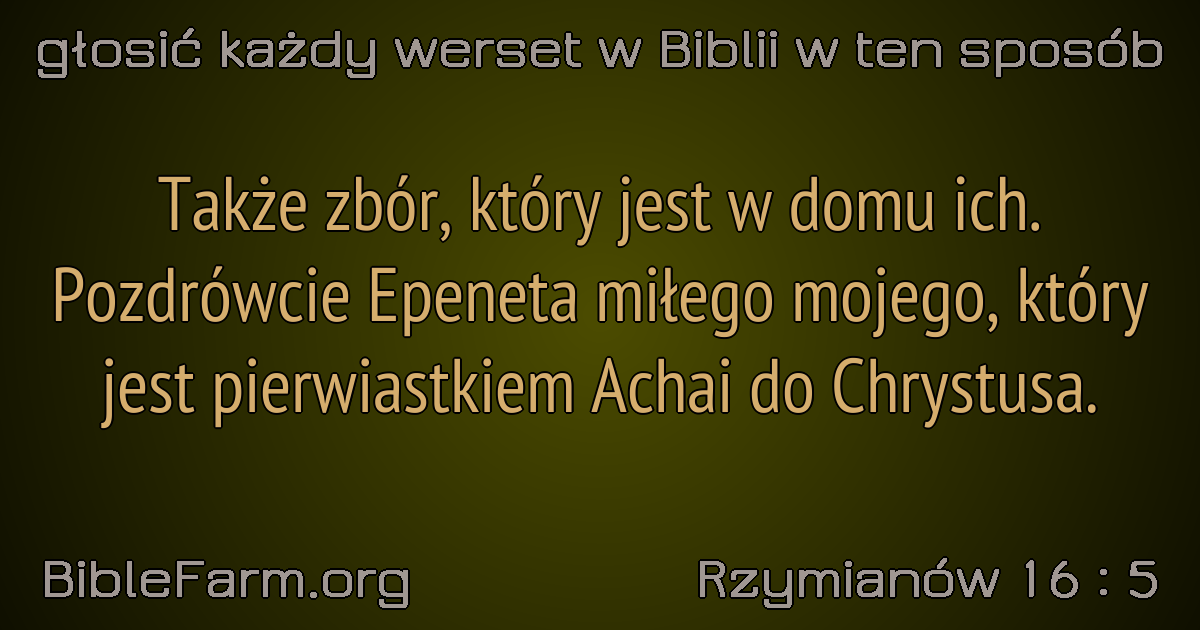 głosić każdy werset w Biblii w ten sposób
Także zbór, który jest w domu ich.
Pozdrówcie Epeneta miłego mojego, który
jest pierwiastkiem Achai do Chrystusa.
BibleFarm.org
Rzymianów 16 : 5